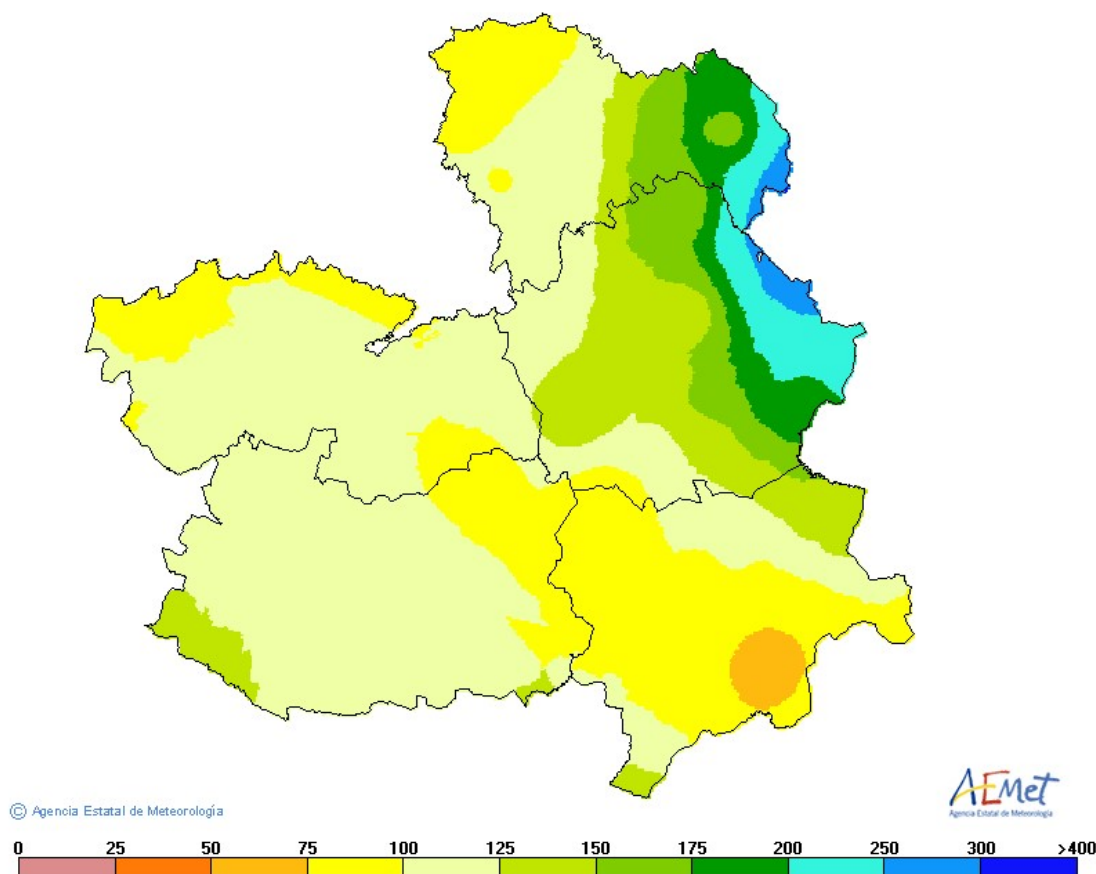 AEMet
Agencia Estatal de Meteorología
© Agencia Estatal de Meteorología
0 25 50 75 100 125 150 175 200 250 300 >400